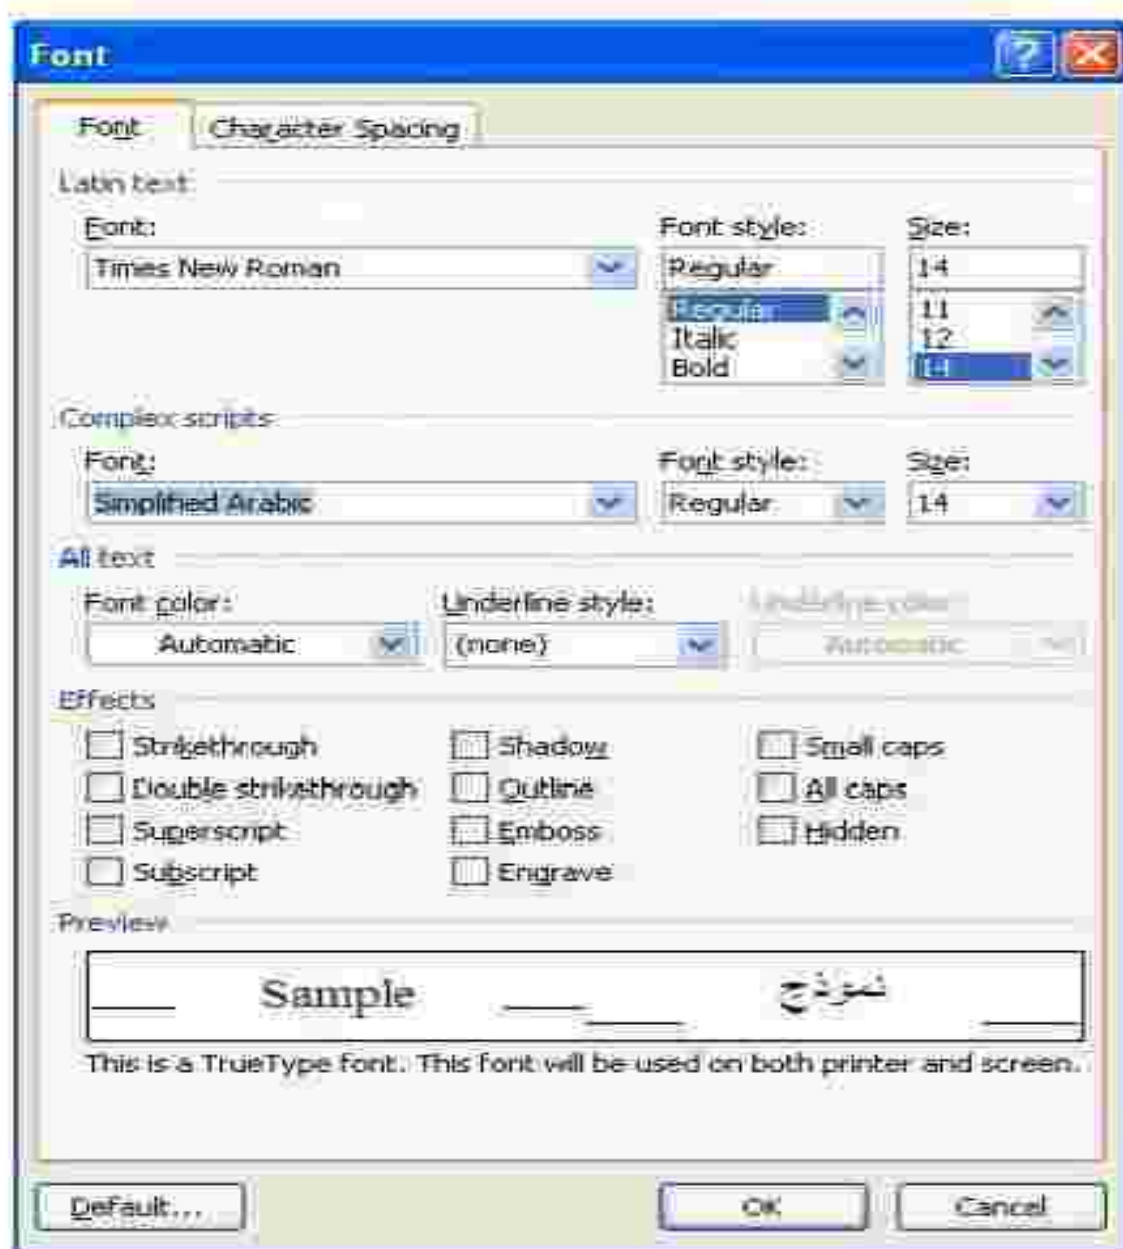 Font
Font Character Spacing
Latin text
Font: Font style: Size:
Times New Roman Regular 14
Regular 11
Italic 12
Bold 14
Complex scripts
Font: Font style: Size:
Simplified Arabic Regular 14
All text
Font color: Underline style: Underline color:
Automatic (none) Automatic
Effects
Strikethrough Shadow Small caps
Double strikethrough Outline All caps
Superscript Emboss Hidden
Subscript Engrave
Preview
Sample نموذج
This is a TrueType font. This font will be used on both printer and screen.
Default... OK Cancel